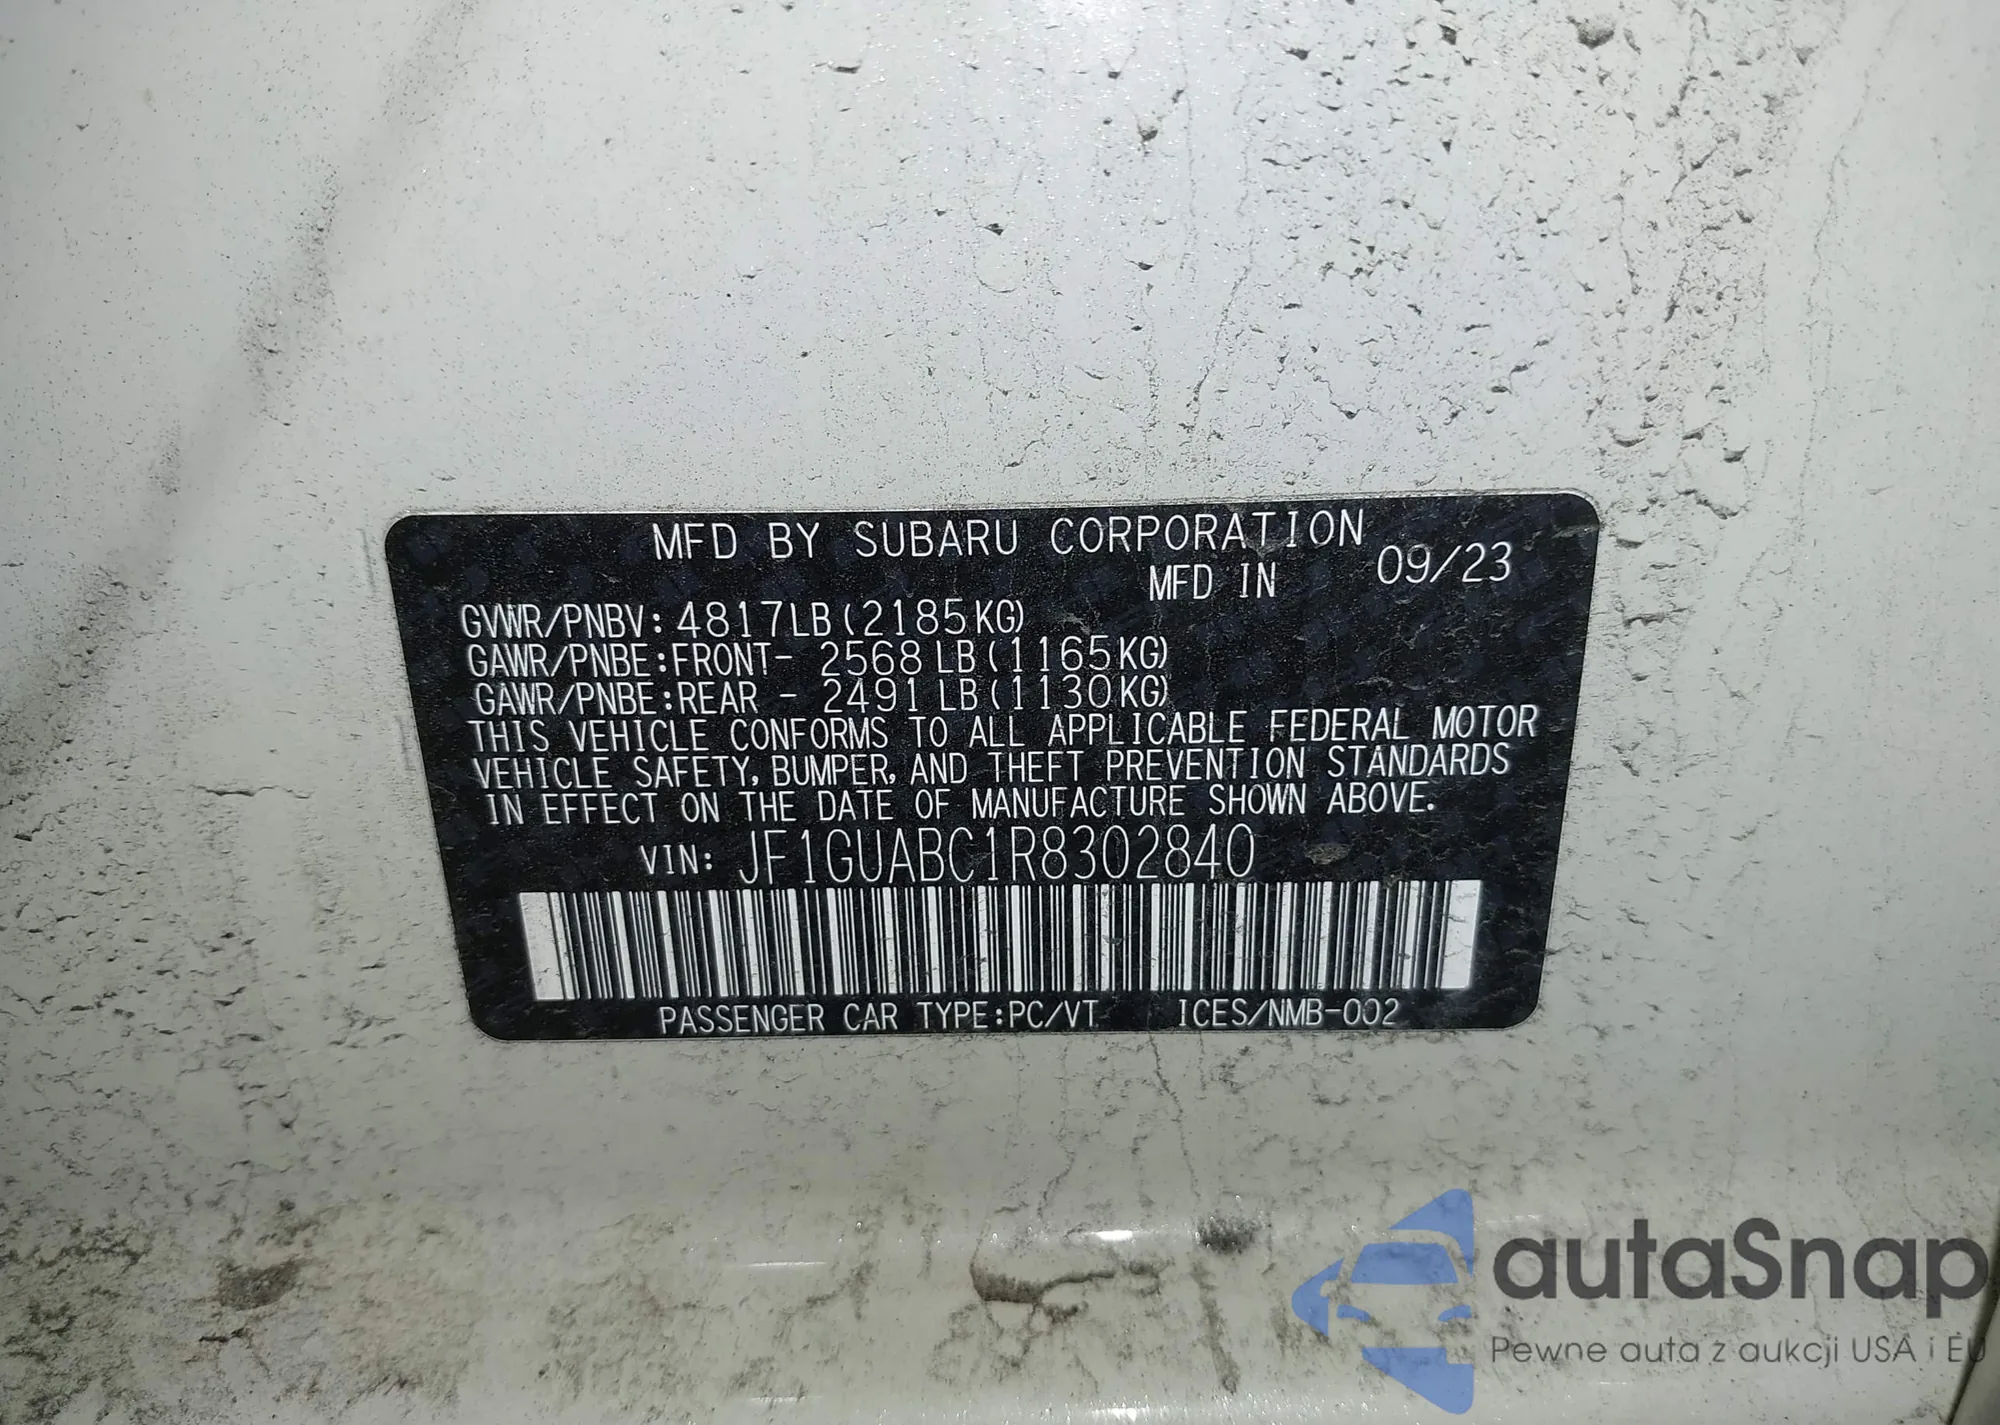 MFD BY SUBARU CORPORATION
MFD IN 09/23
GVWR/PNBV: 4817LB (2185KG)
GAWR/PNBE:FRONT- 2568 LB (1165KG)
GAWR/PNBE:REAR - 2491 LB (1130KG)
THIS VEHICLE CONFORMS TO ALL APPLICABLE FEDERAL MOTOR
VEHICLE SAFETY, BUMPER, AND THEFT PREVENTION STANDARDS
IN EFFECT ON THE DATE OF MANUFACTURE SHOWN ABOVE.
VIN: JF1GUABC1R8302840
PASSENGER CAR TYPE:PC/VT ICES/NMB-002
autaSnap
Pewne auta z aukcji USA i EU